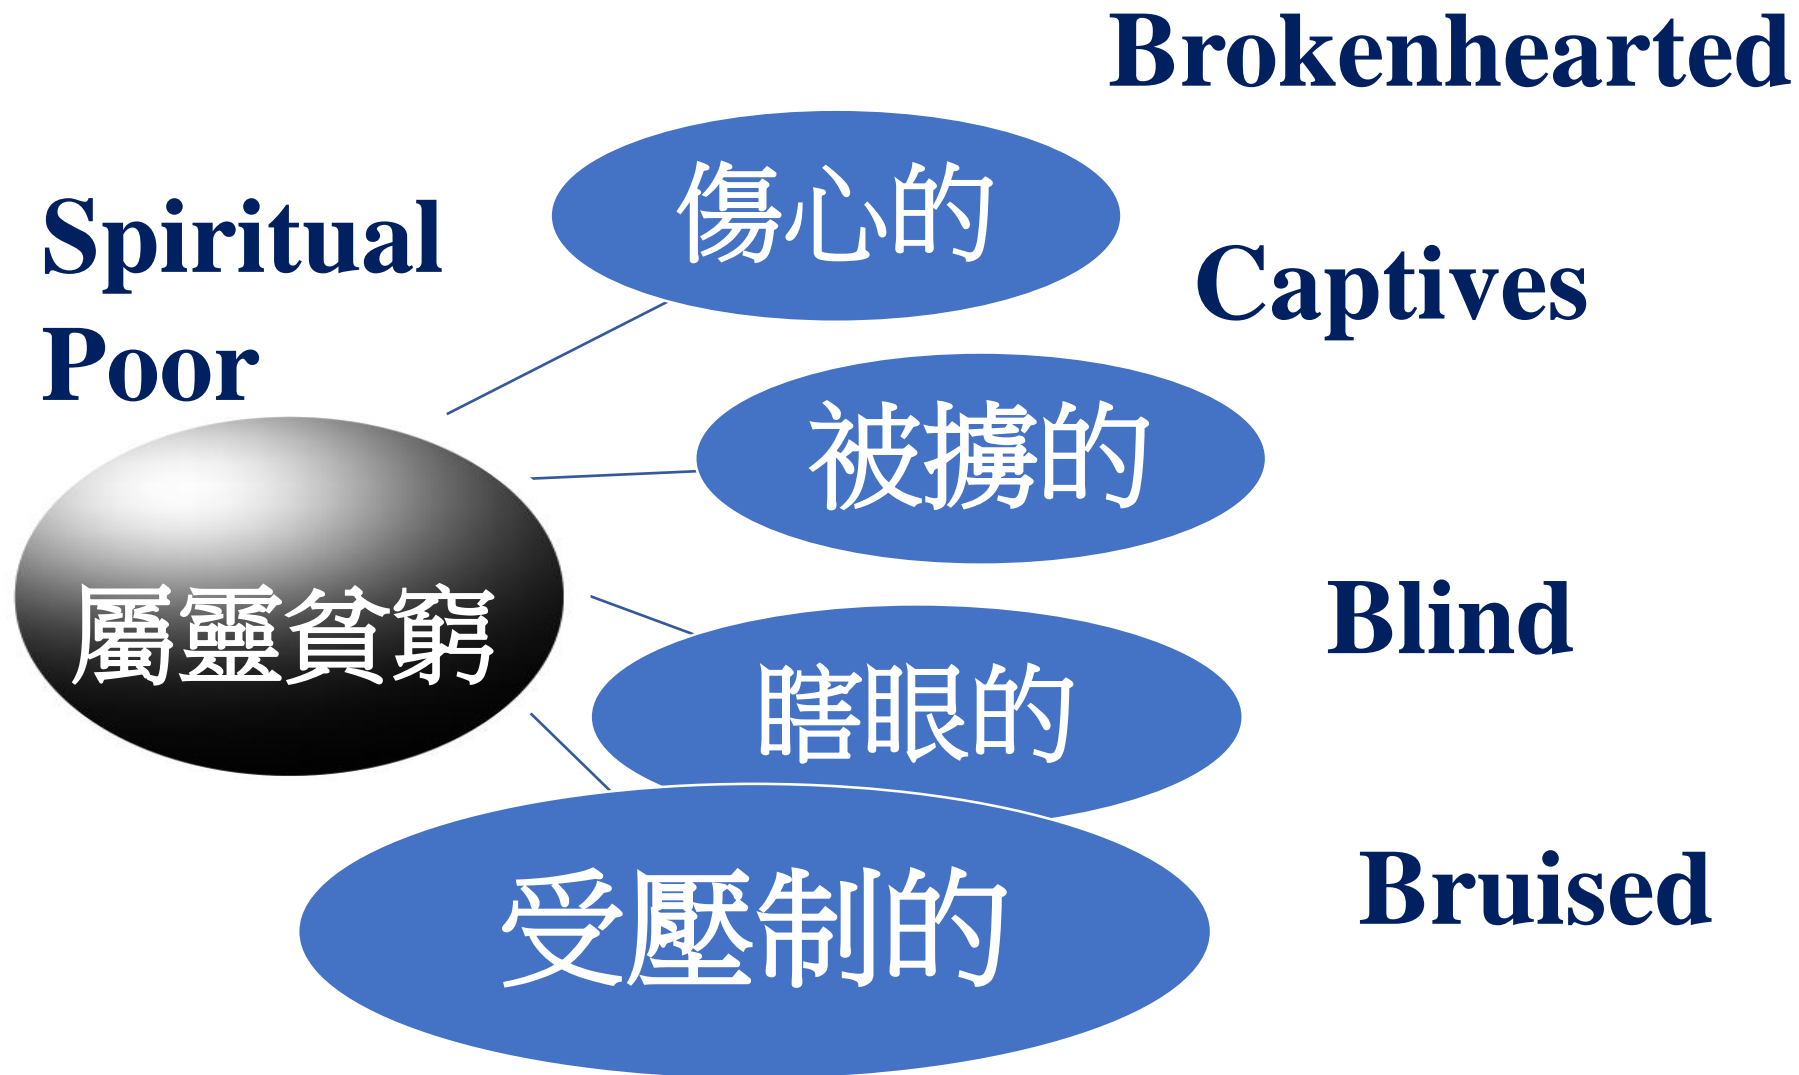 Brokenhearted
傷心的
Spiritual
Poor
Captives
被擄的
屬靈貧窮
Blind
瞎眼的
Bruised
受壓制的